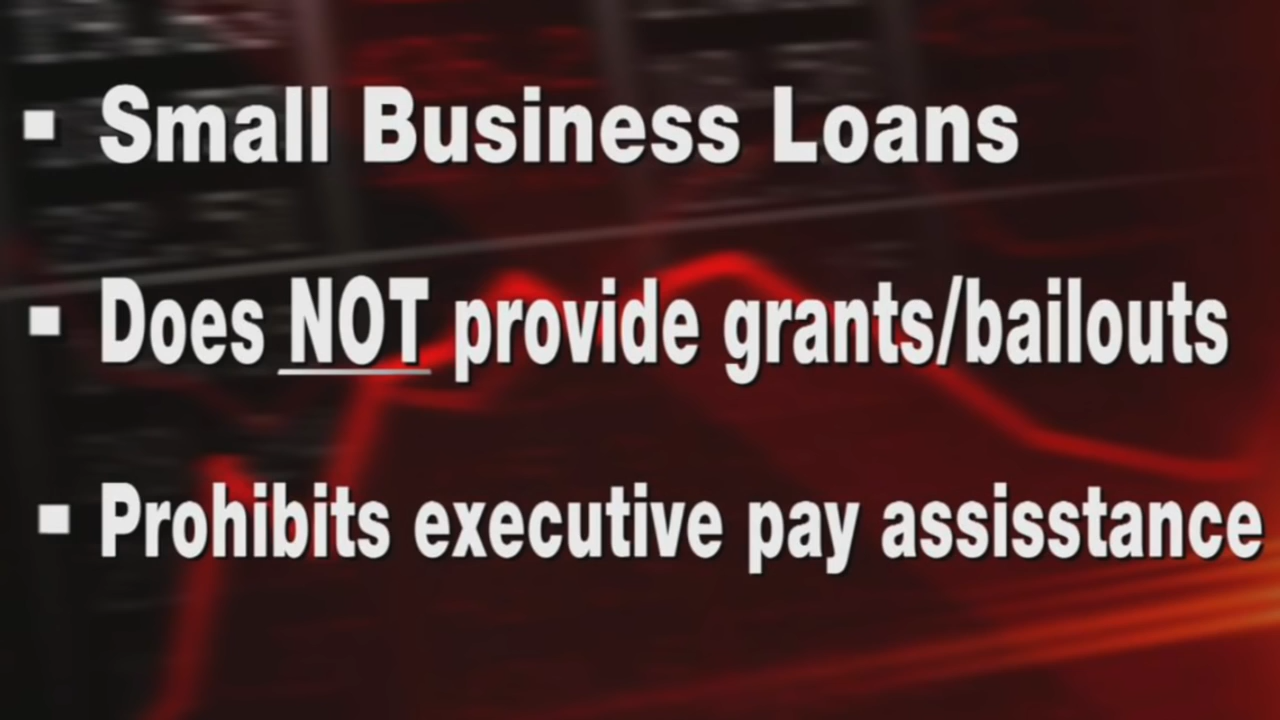 ▪ Small Business Loans
▪ Does NOT provide grants/bailouts
▪ Prohibits executive pay assisstance